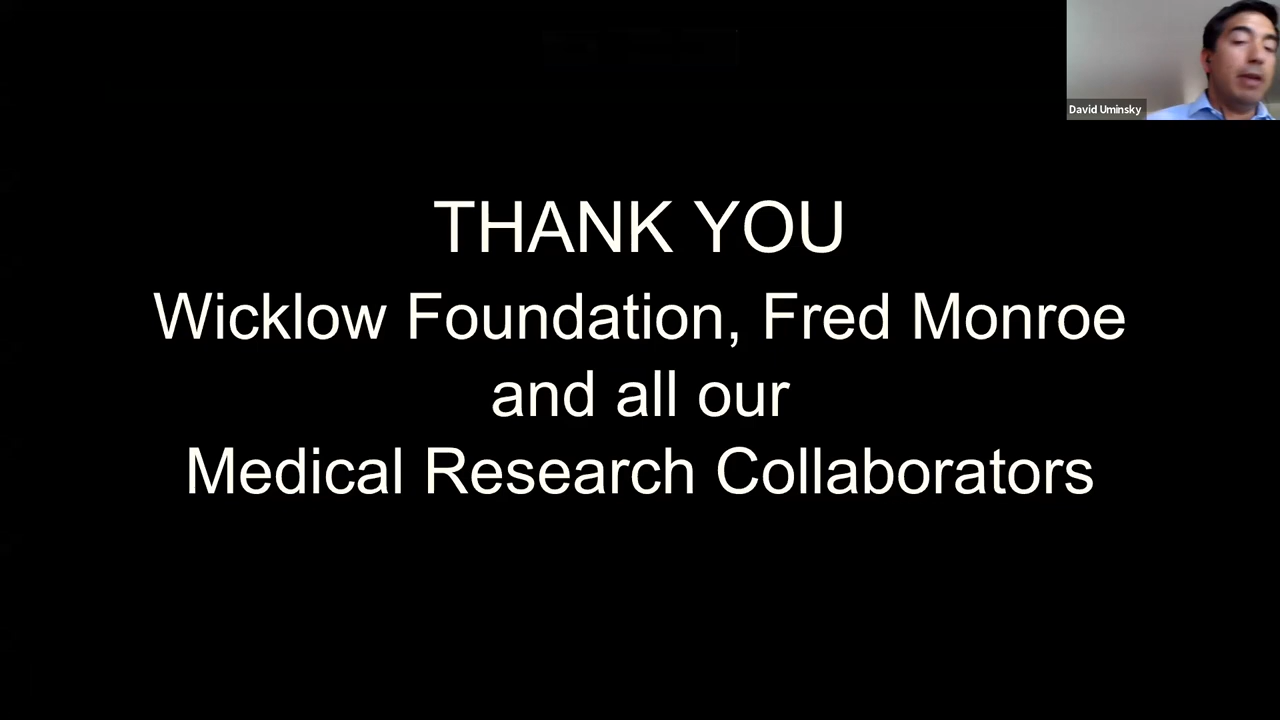 David Uminsky
THANK YOU
Wicklow Foundation, Fred Monroe
and all our
Medical Research Collaborators